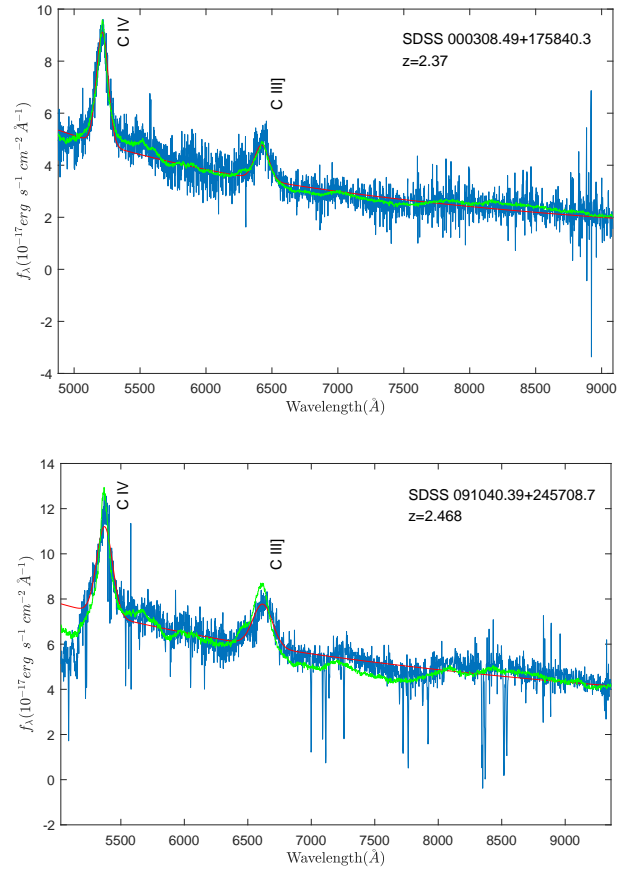 10
8
6
4
2
0
-2
-4
f_λ(10^{-17}erg s^{-1} cm^{-2} Å^{-1})
C IV
C III]
SDSS 000308.49+175840.3
z=2.37
5000 5500 6000 6500 7000 7500 8000 8500 9000
Wavelength(Å)
14
12
10
8
6
4
2
0
-2
f_λ(10^{-17}erg s^{-1} cm^{-2} Å^{-1})
C IV
C III]
SDSS 091040.39+245708.7
z=2.468
5500 6000 6500 7000 7500 8000 8500 9000
Wavelength(Å)